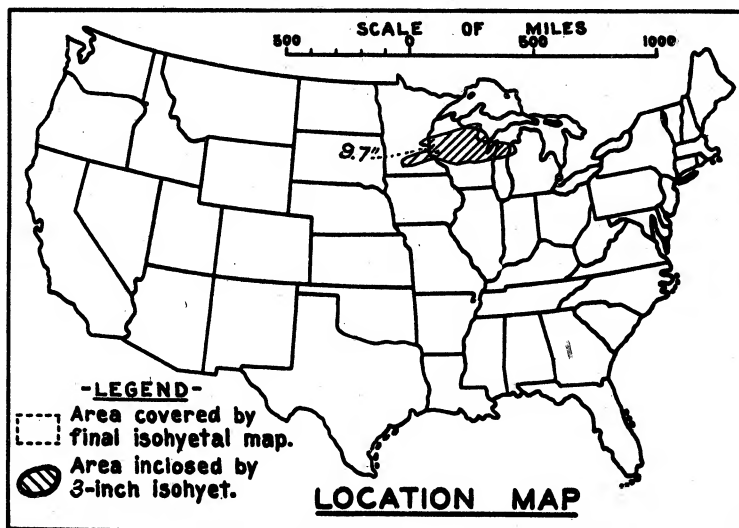 SCALE OF MILES
500 0 500 1000
8.7"
-LEGEND-
Area covered by
final isohyetal map.
Area inclosed by
3-inch isohyet.
LOCATION MAP